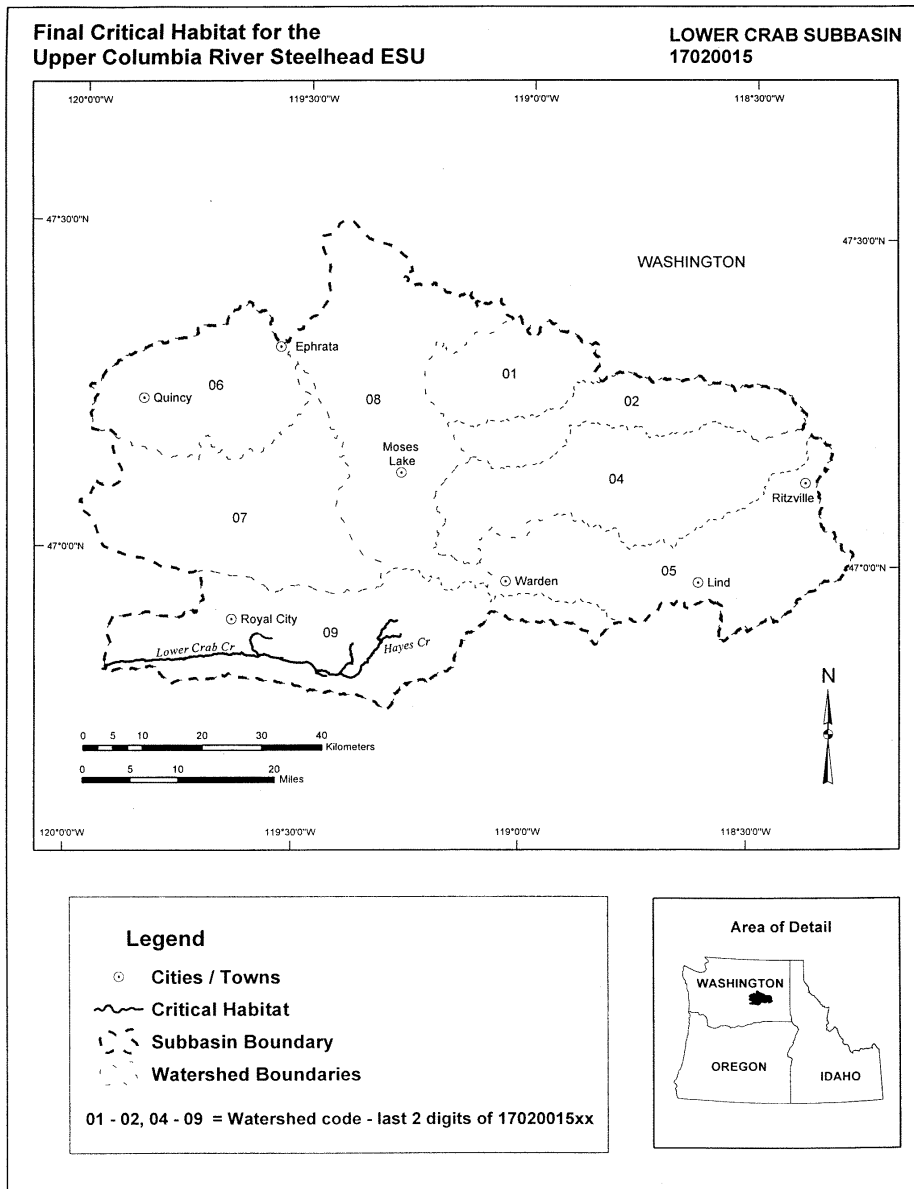 Final Critical Habitat for the
Upper Columbia River Steelhead ESU
LOWER CRAB SUBBASIN
17020015
120°0'0"W
119°30'0"W
119°0'0"W
118°30'0"W
47°30'0"N
47°30'0"N
WASHINGTON
Ephrata
01
06
08
Quincy
02
Moses
Lake
04
Ritzville
07
47°0'0"N
47°0'0"N
Warden
05
Lind
Royal City
09
Lower Crab Cr
Hayes Cr
N
0 5 10 20 30 40
Kilometers
0 5 10 20
Miles
120°0'0"W
119°30'0"W
119°0'0"W
118°30'0"W
Legend
Cities / Towns
Critical Habitat
Subbasin Boundary
Watershed Boundaries
01 - 02, 04 - 09 = Watershed code - last 2 digits of 17020015xx
Area of Detail
WASHINGTON
OREGON
IDAHO